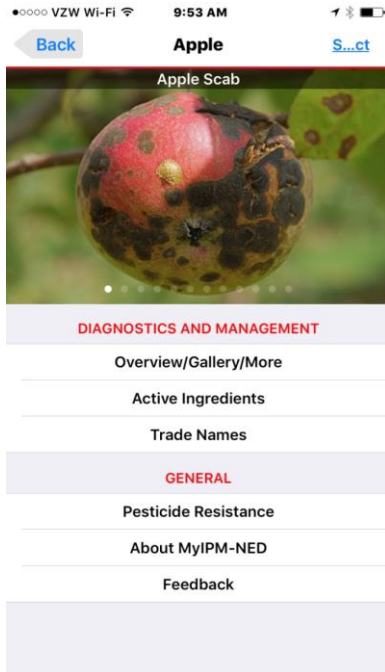 VZW Wi-Fi 9:53 AM
Back Apple S...ct
Apple Scab
DIAGNOSTICS AND MANAGEMENT
Overview/Gallery/More
Active Ingredients
Trade Names
GENERAL
Pesticide Resistance
About MyIPM-NED
Feedback